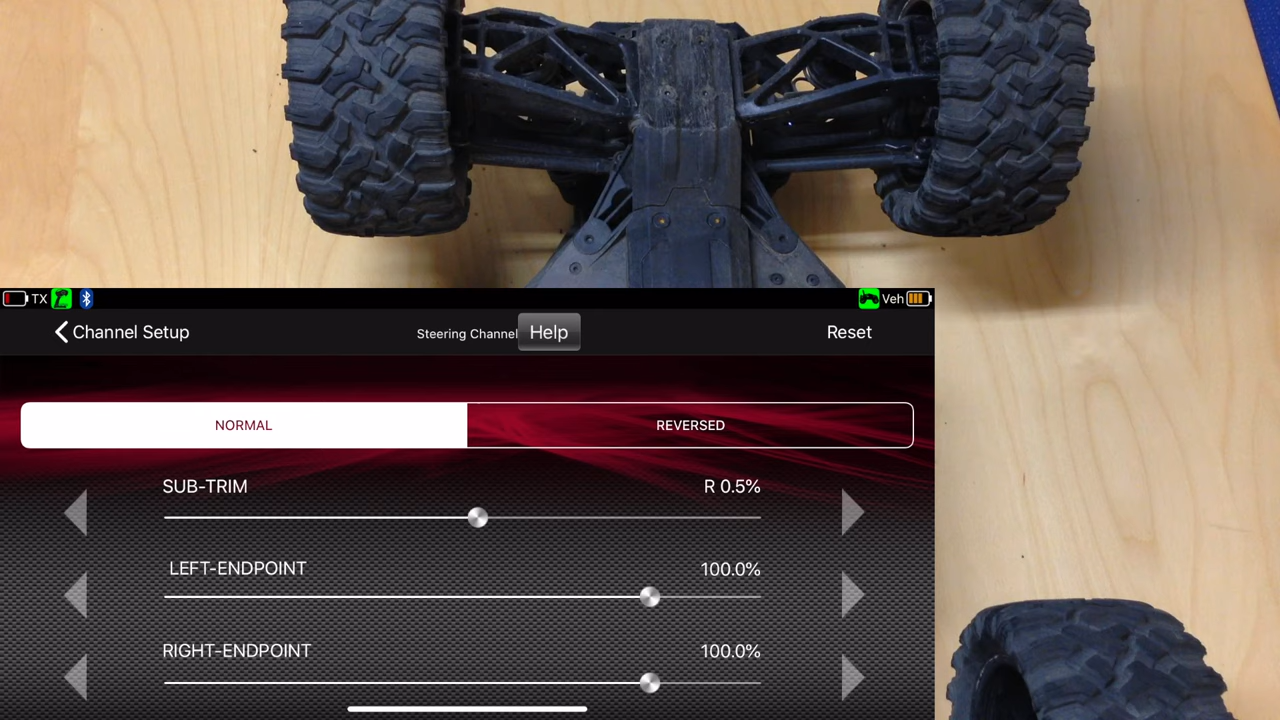 TX Veh
Channel Setup Steering Channel Help Reset
NORMAL REVERSED
SUB-TRIM R 0.5%
LEFT-ENDPOINT 100.0%
RIGHT-ENDPOINT 100.0%